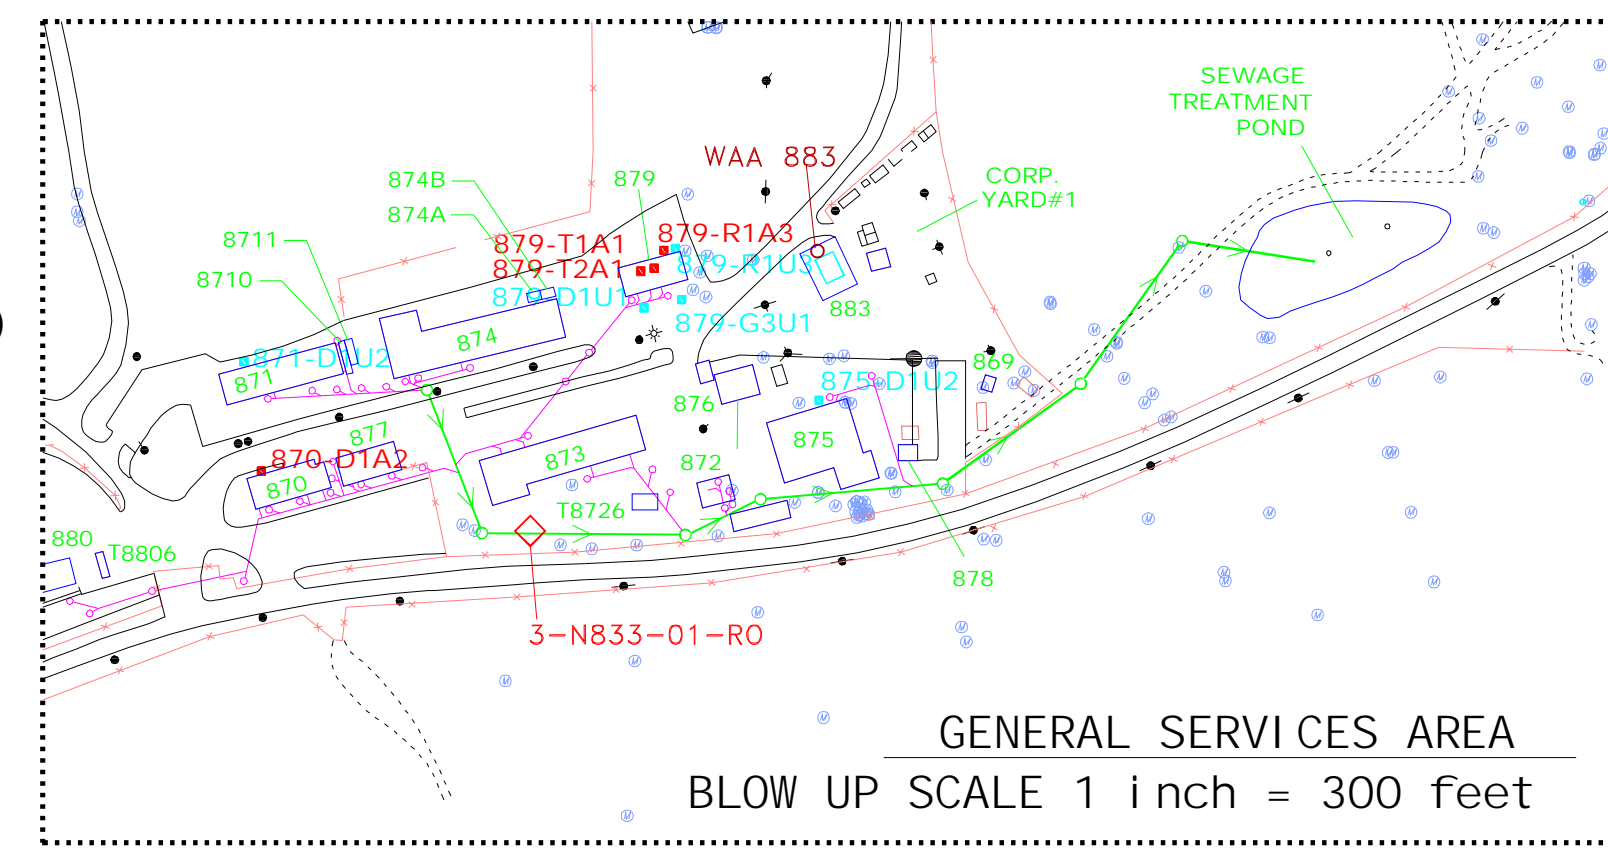 SEWAGE
TREATMENT
POND
WAA 883
874B
879
CORP.
YARD#1
874A
879-T1A1
879-R1A3
8711
879-T2A1
879-R1U3
8710
879-D1U1
883
879-G3U1
874
871-D1U2
869
871
875-D1U2
876
877
875
870-D1A2
873
872
870
T8726
880
T8806
878
3-N833-01-RO
GENERAL SERVICES AREA
BLOW UP SCALE 1 inch = 300 feet